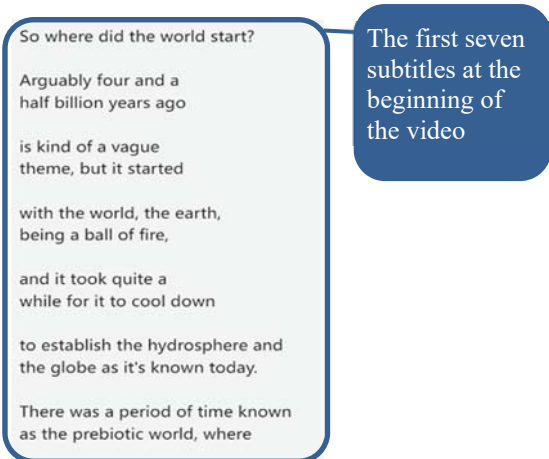 So where did the world start?
Arguably four and a
half billion years ago
is kind of a vague
theme, but it started
with the world, the earth,
being a ball of fire,
and it took quite a
while for it to cool down
to establish the hydrosphere and
the globe as it's known today.
There was a period of time known
as the prebiotic world, where
The first seven
subtitles at the
beginning of
the video